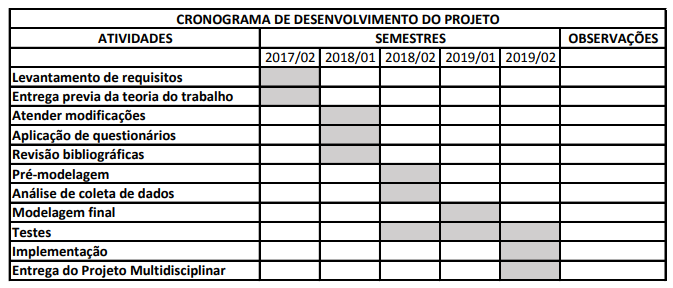 CRONOGRAMA DE DESENVOLVIMENTO DO PROJETO
ATIVIDADES SEMESTRES OBSERVAÇÕES
2017/02 2018/01 2018/02 2019/01 2019/02
Levantamento de requisitos
Entrega previa da teoria do trabalho
Atender modificações
Aplicação de questionários
Revisão bibliográficas
Pré-modelagem
Análise de coleta de dados
Modelagem final
Testes
Implementação
Entrega do Projeto Multidisciplinar